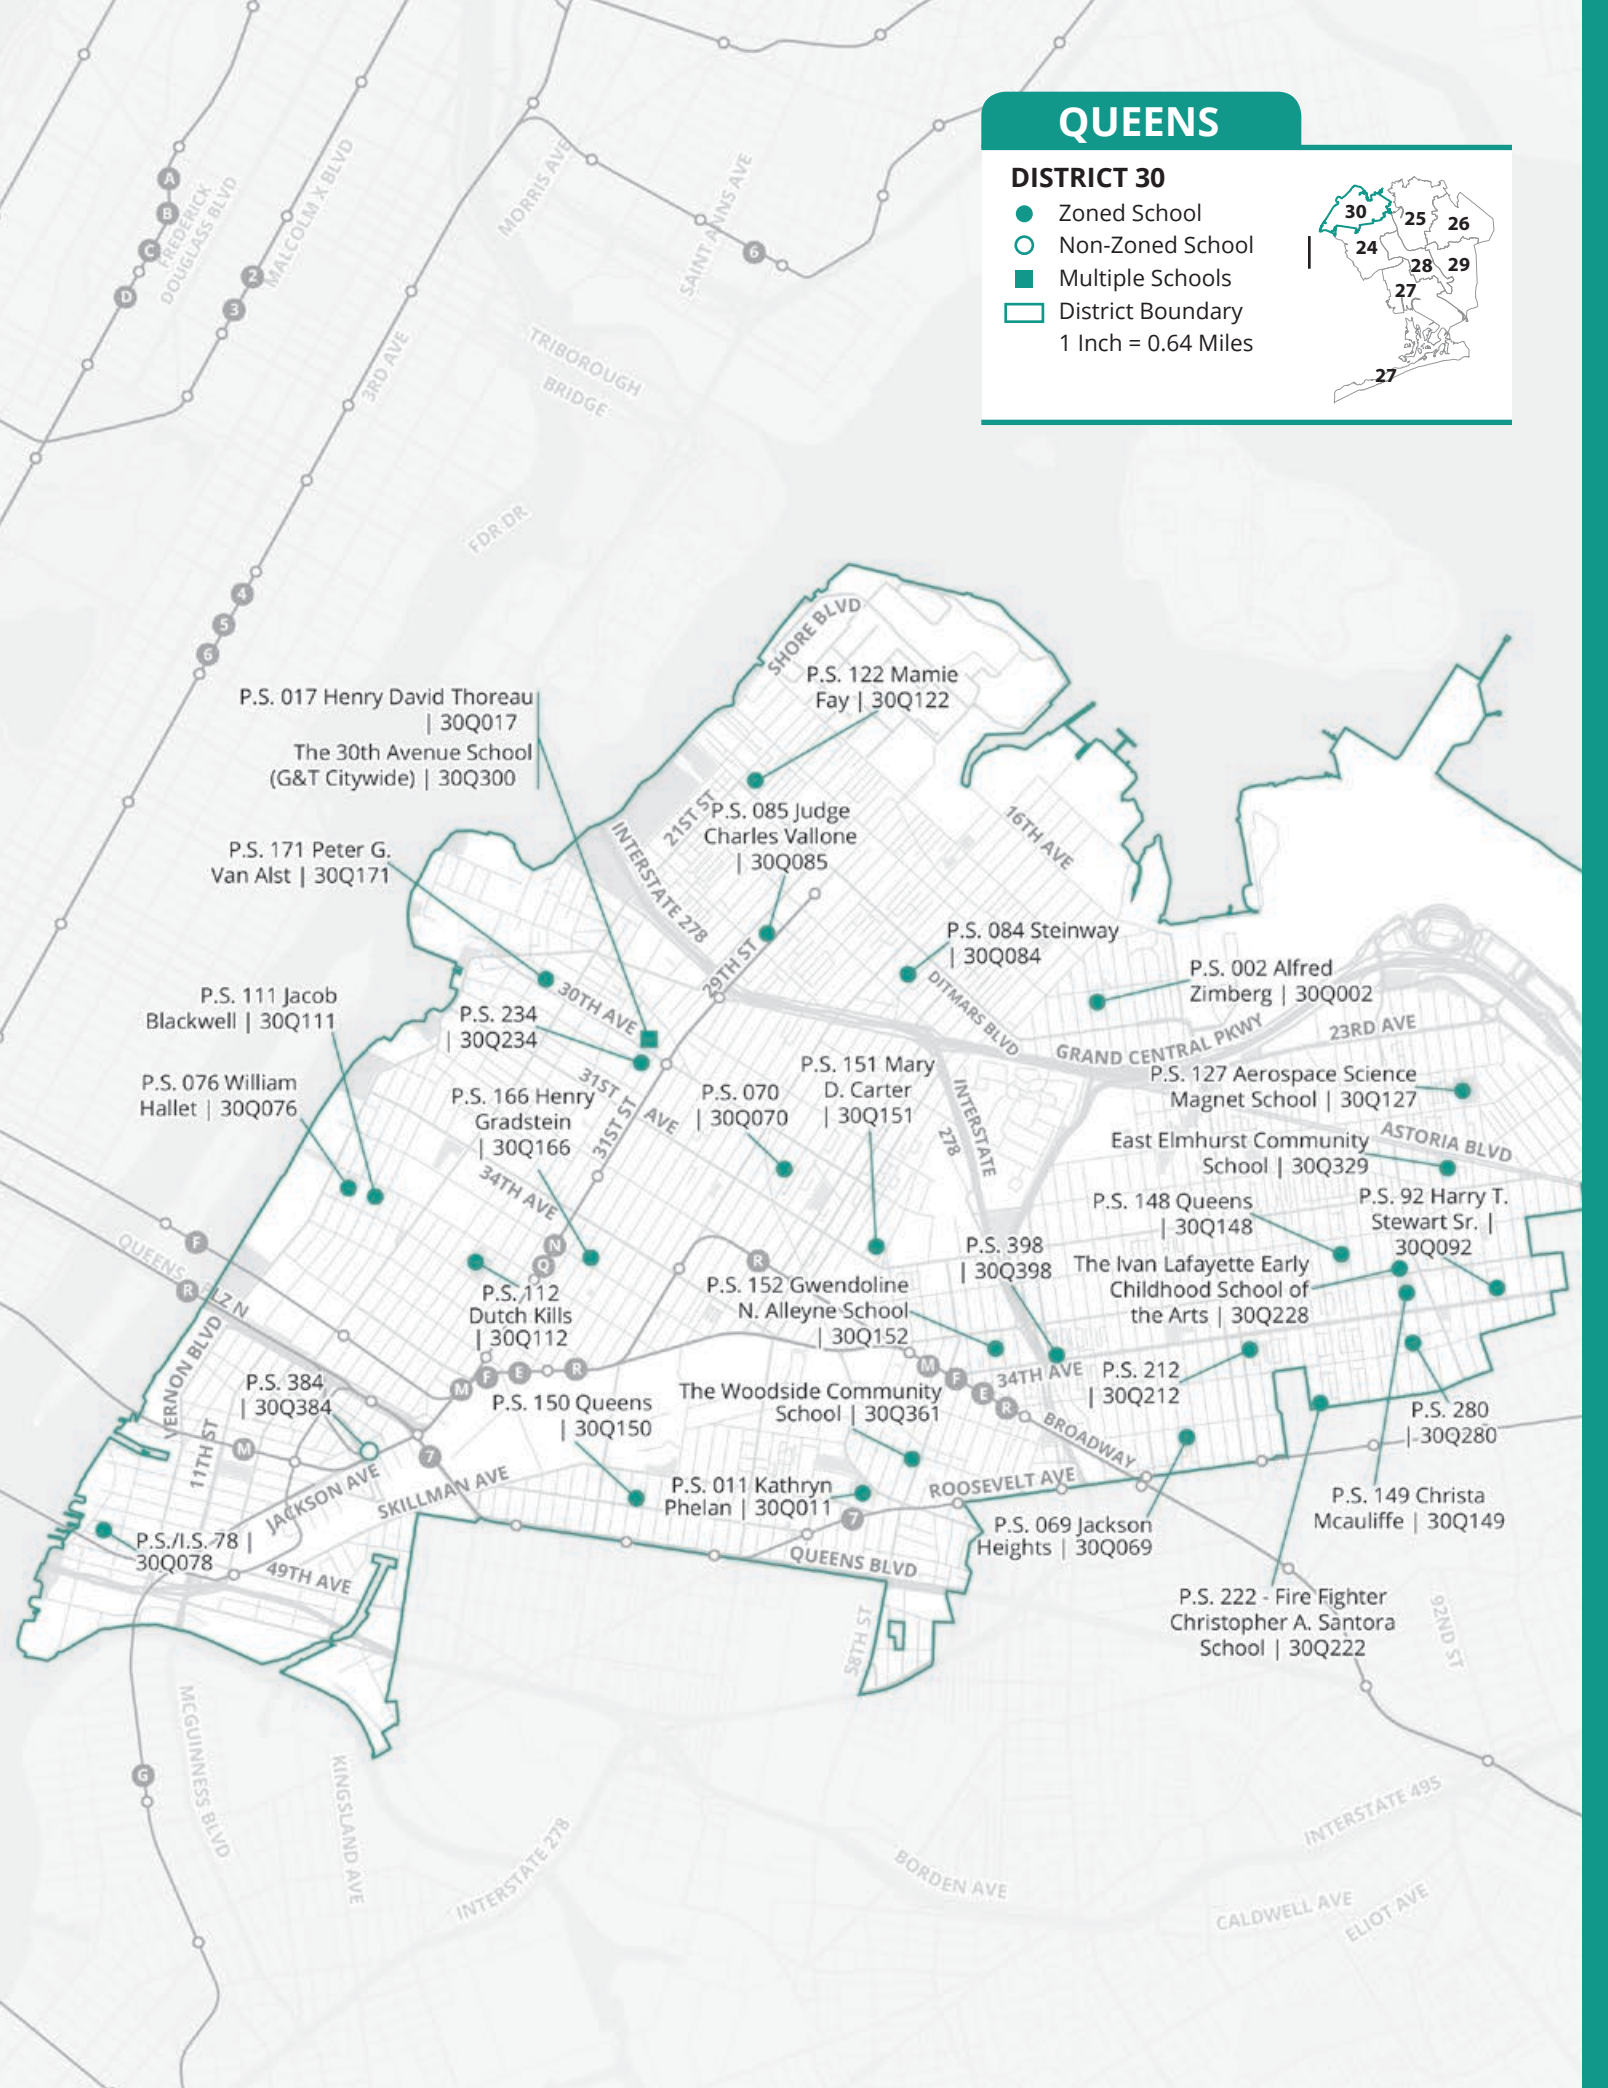 QUEENS
DISTRICT 30
Zoned School
Non-Zoned School
Multiple Schools
District Boundary
1 Inch = 0.64 Miles
30
25
26
24
28
29
27
27
A
B
C
D
FREDERICK
DOUGLASS BLVD
MALCOLM X BLVD
2
3
MORRIS AVE
SAINT ANNS AVE
6
3RD AVE
TRIBOROUGH
BRIDGE
FDR DR
4
5
6
SHORE BLVD
P.S. 122 Mamie
Fay | 30Q122
P.S. 017 Henry David Thoreau
| 30Q017
The 30th Avenue School
(G&T Citywide) | 30Q300
21ST ST
P.S. 085 Judge
Charles Vallone
| 30Q085
16TH AVE
INTERSTATE 278
P.S. 171 Peter G.
Van Alst | 30Q171
29TH ST
P.S. 084 Steinway
| 30Q084
DITMARS BLVD
P.S. 002 Alfred
Zimberg | 30Q002
P.S. 111 Jacob
Blackwell | 30Q111
30TH AVE
P.S. 234
| 30Q234
GRAND CENTRAL PKWY
23RD AVE
P.S. 076 William
Hallet | 30Q076
31ST AVE
31ST ST
P.S. 166 Henry
Gradstein
| 30Q166
P.S. 070
| 30Q070
P.S. 151 Mary
D. Carter
| 30Q151
INTERSTATE
278
P.S. 127 Aerospace Science
Magnet School | 30Q127
ASTORIA BLVD
East Elmhurst Community
School | 30Q329
34TH AVE
P.S. 148 Queens
| 30Q148
P.S. 92 Harry T.
Stewart Sr. |
30Q092
F
QUEENS PLZ N
R
N
Q
R
P.S. 398
| 30Q398
The Ivan Lafayette Early
Childhood School of
the Arts | 30Q228
P.S. 112
Dutch Kills
| 30Q112
P.S. 152 Gwendoline
N. Alleyne School
| 30Q152
VERNON BLVD
M
F
E
R
M
F
E
R
34TH AVE
P.S. 212
| 30Q212
P.S. 384
| 30Q384
P.S. 150 Queens
| 30Q150
The Woodside Community
School | 30Q361
BROADWAY
P.S. 280
| 30Q280
11TH ST
M
7
JACKSON AVE
SKILLMAN AVE
P.S. 011 Kathryn
Phelan | 30Q011
7
ROOSEVELT AVE
P.S. 149 Christa
Mcauliffe | 30Q149
P.S. 069 Jackson
Heights | 30Q069
P.S./I.S. 78 |
30Q078
49TH AVE
QUEENS BLVD
P.S. 222 - Fire Fighter
Christopher A. Santora
School | 30Q222
58TH ST
92ND ST
MCGUINNESS BLVD
G
KINGSLAND AVE
INTERSTATE 278
INTERSTATE 495
BORDEN AVE
CALDWELL AVE
ELIOT AVE